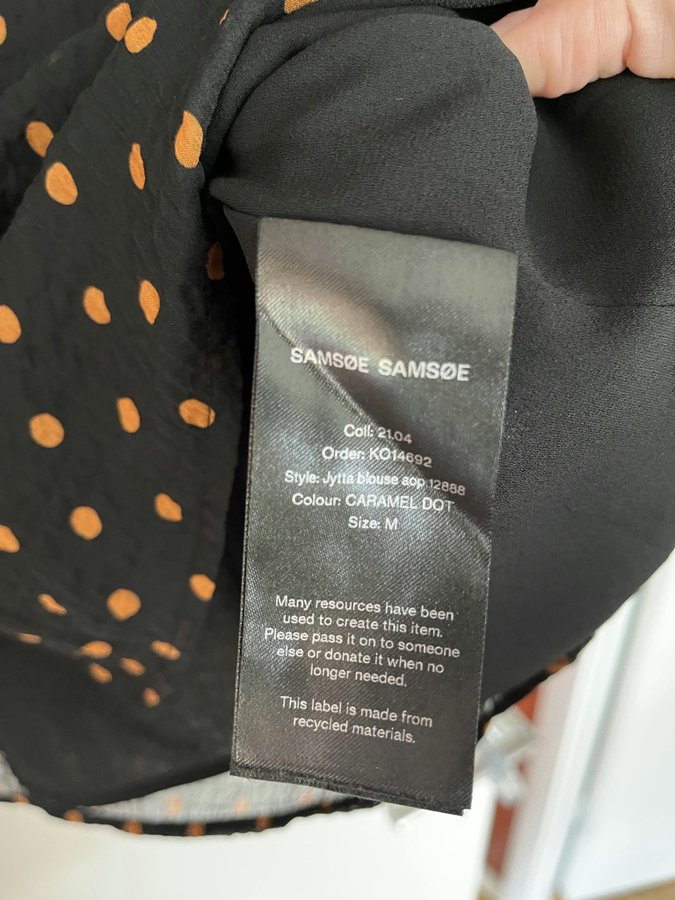 SAMSØE SAMSØE
Coll: 21.04
Order: KO14692
Style: Jytta blouse aop 12888
Colour: CARAMEL DOT
Size: M
Many resources have been
used to create this item.
Please pass it on to someone
else or donate it when no
longer needed.
This label is made from
recycled materials.